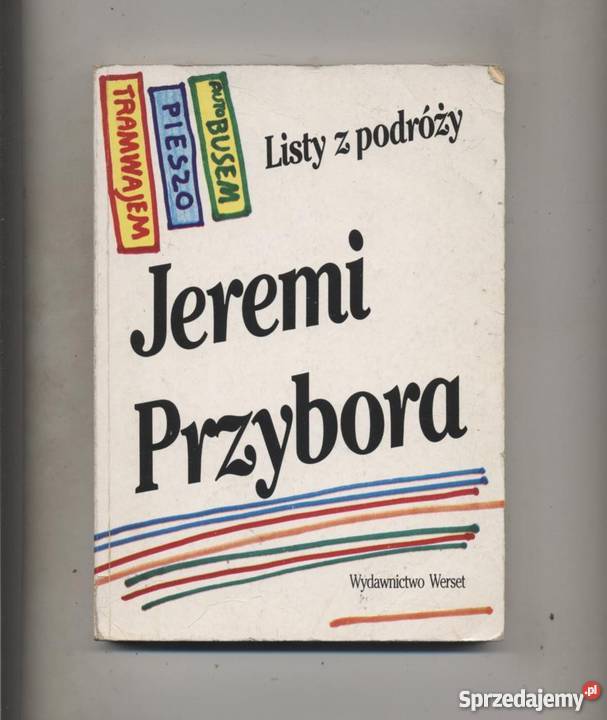 TRAMWAJEM
PIESZO
AUTOBUSEM
Listy z podróży
Jeremi
Przybora
Wydawnictwo Werset
Sprzedajemy.pl